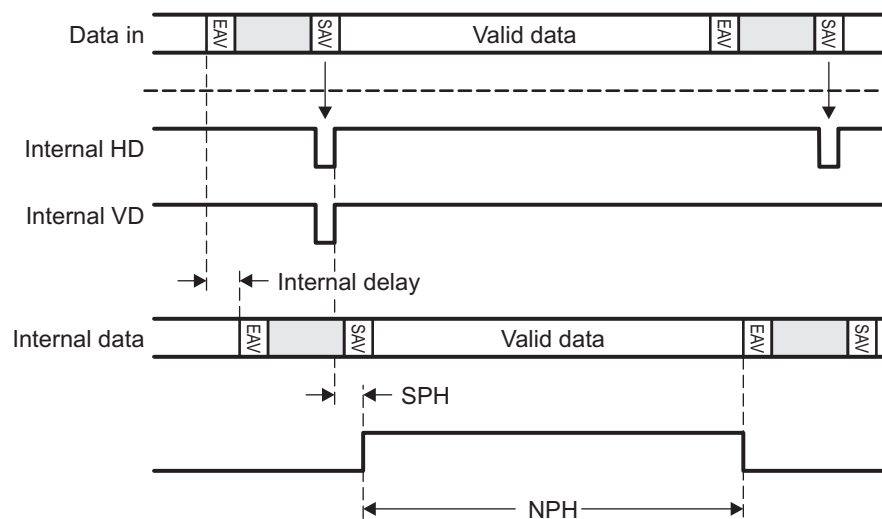 Data in EAV SAV Valid data EAV SAV
Internal HD
Internal VD
Internal delay
Internal data EAV SAV Valid data EAV SAV
SPH
NPH